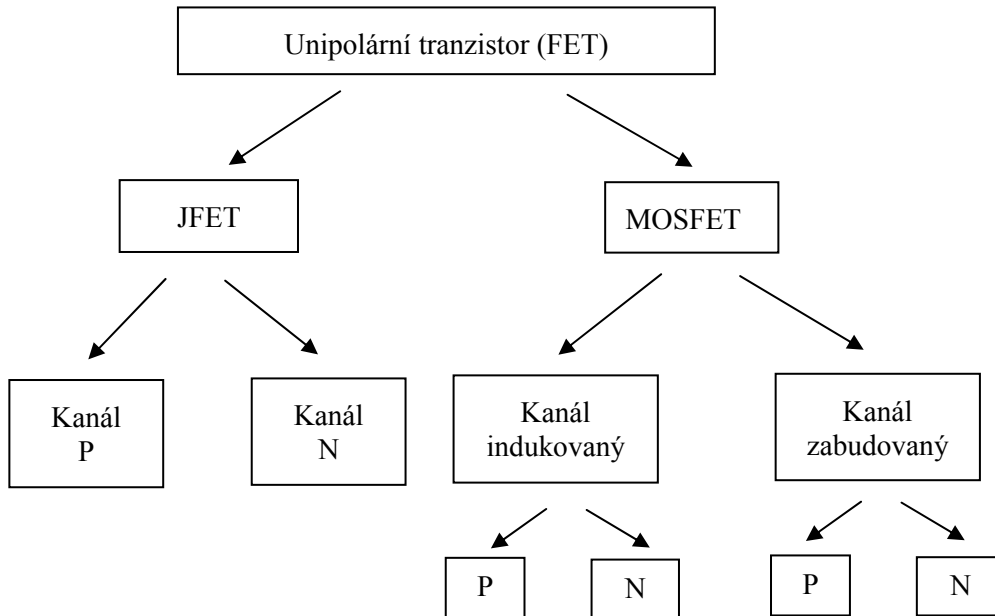 Unipolární tranzistor (FET)
JFET
MOSFET
Kanál
P
Kanál
N
Kanál
indukovaný
Kanál
zabudovaný
P
N
P
N